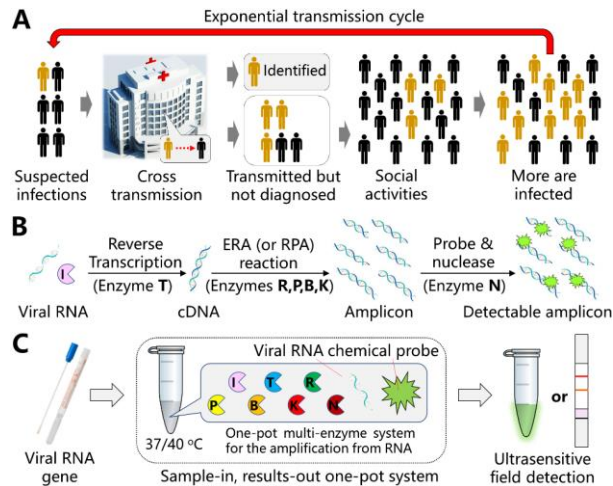 A
Exponential transmission cycle
Identified
Suspected
infections
Cross
transmission
Transmitted but
not diagnosed
Social
activities
More are
infected
B
I
Viral RNA
Reverse
Transcription
(Enzyme T)
cDNA
ERA (or RPA)
reaction
(Enzymes R,P,B,K)
Amplicon
Probe &
nuclease
(Enzyme N)
Detectable amplicon
C
Viral RNA
gene
37/40 °C
Viral RNA chemical probe
I T R
P B K N
One-pot multi-enzyme system
for the amplification from RNA
Sample-in, results-out one-pot system
or
Ultrasensitive
field detection